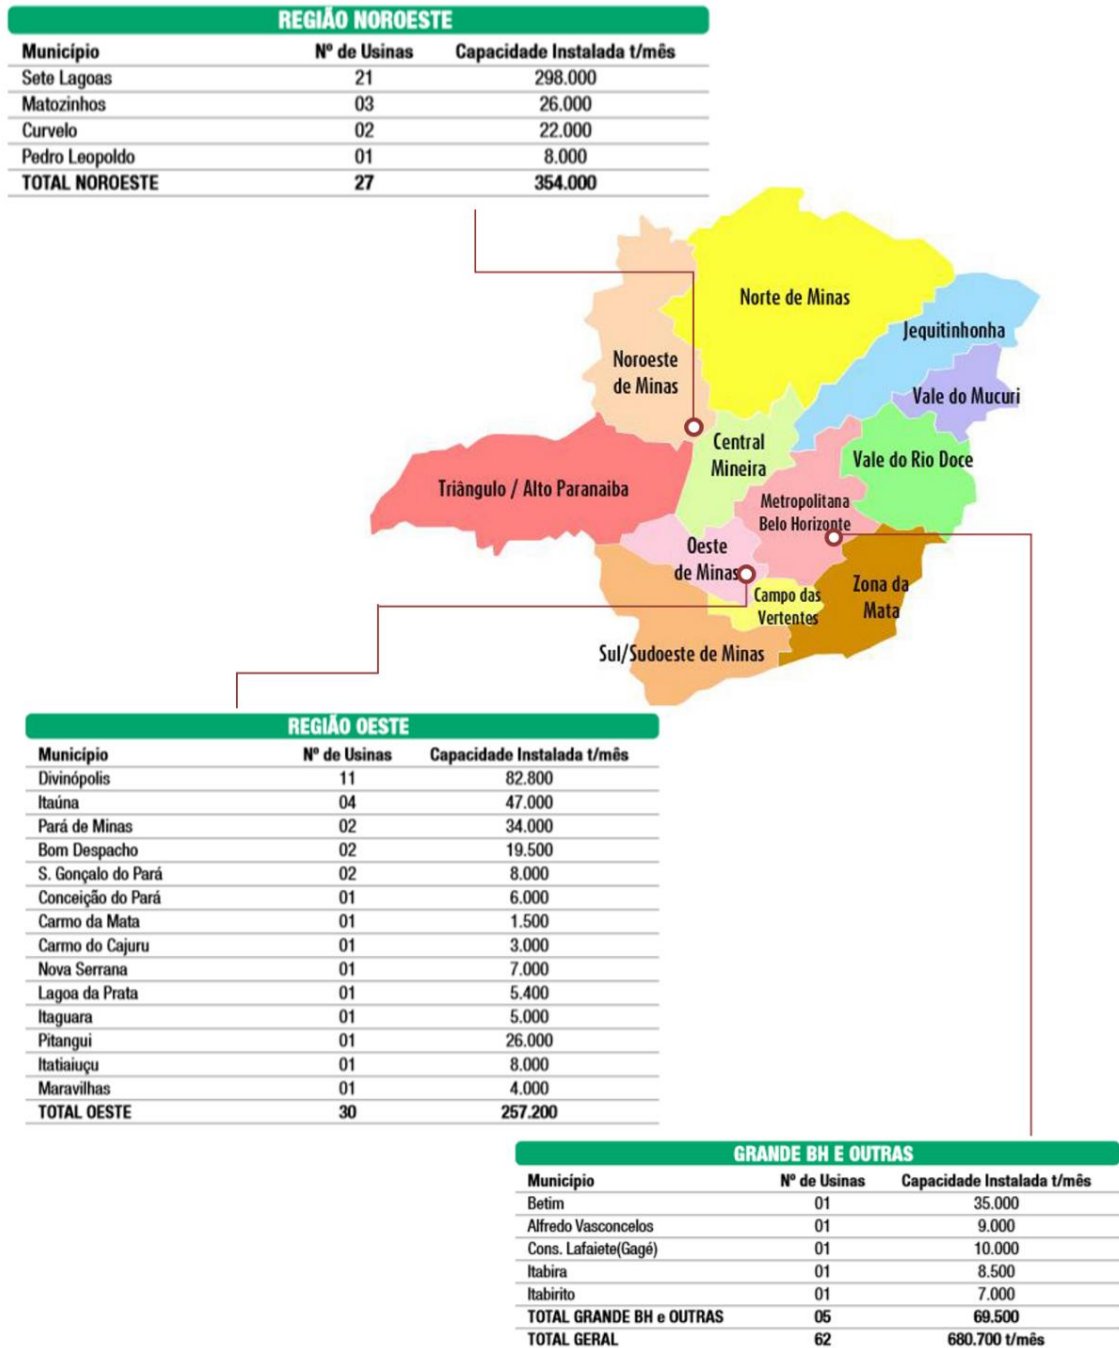 REGIÃO NOROESTE
Município Nº de Usinas Capacidade Instalada t/mês
Sete Lagoas 21 298.000
Matozinhos 03 26.000
Curvelo 02 22.000
Pedro Leopoldo 01 8.000
TOTAL NOROESTE 27 354.000
Norte de Minas
Jequitinhonha
Noroeste
de Minas
Vale do Mucuri
Central
Mineira
Vale do Rio Doce
Triângulo / Alto Paranaiba
Metropolitana
Belo Horizonte
Oeste
de Minas
Zona da
Mata
Campo das
Vertentes
Sul/Sudoeste de Minas
REGIÃO OESTE
Município Nº de Usinas Capacidade Instalada t/mês
Divinópolis 11 82.800
Itaúna 04 47.000
Pará de Minas 02 34.000
Bom Despacho 02 19.500
S. Gonçalo do Pará 02 8.000
Conceição do Pará 01 6.000
Carmo da Mata 01 1.500
Carmo do Cajuru 01 3.000
Nova Serrana 01 7.000
Lagoa da Prata 01 5.400
Itaguara 01 5.000
Pitangui 01 26.000
Itatiaiuçu 01 8.000
Maravilhas 01 4.000
TOTAL OESTE 30 257.200
GRANDE BH E OUTRAS
Município Nº de Usinas Capacidade Instalada t/mês
Betim 01 35.000
Alfredo Vasconcelos 01 9.000
Cons. Lafaiete(Gagé) 01 10.000
Itabira 01 8.500
Itabirito 01 7.000
TOTAL GRANDE BH e OUTRAS 05 69.500
TOTAL GERAL 62 680.700 t/mês